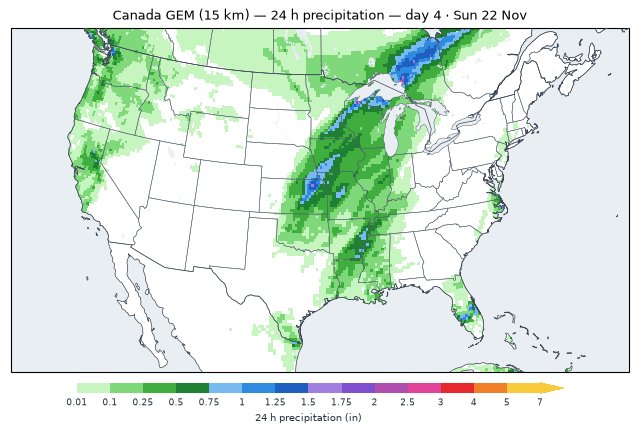 Canada GEM (15 km) — 24 h precipitation — day 4 · Sun 22 Nov
0.01 0.1 0.25 0.5 0.75 1 1.25 1.5 1.75 2 2.5 3 4 5 7
24 h precipitation (in)